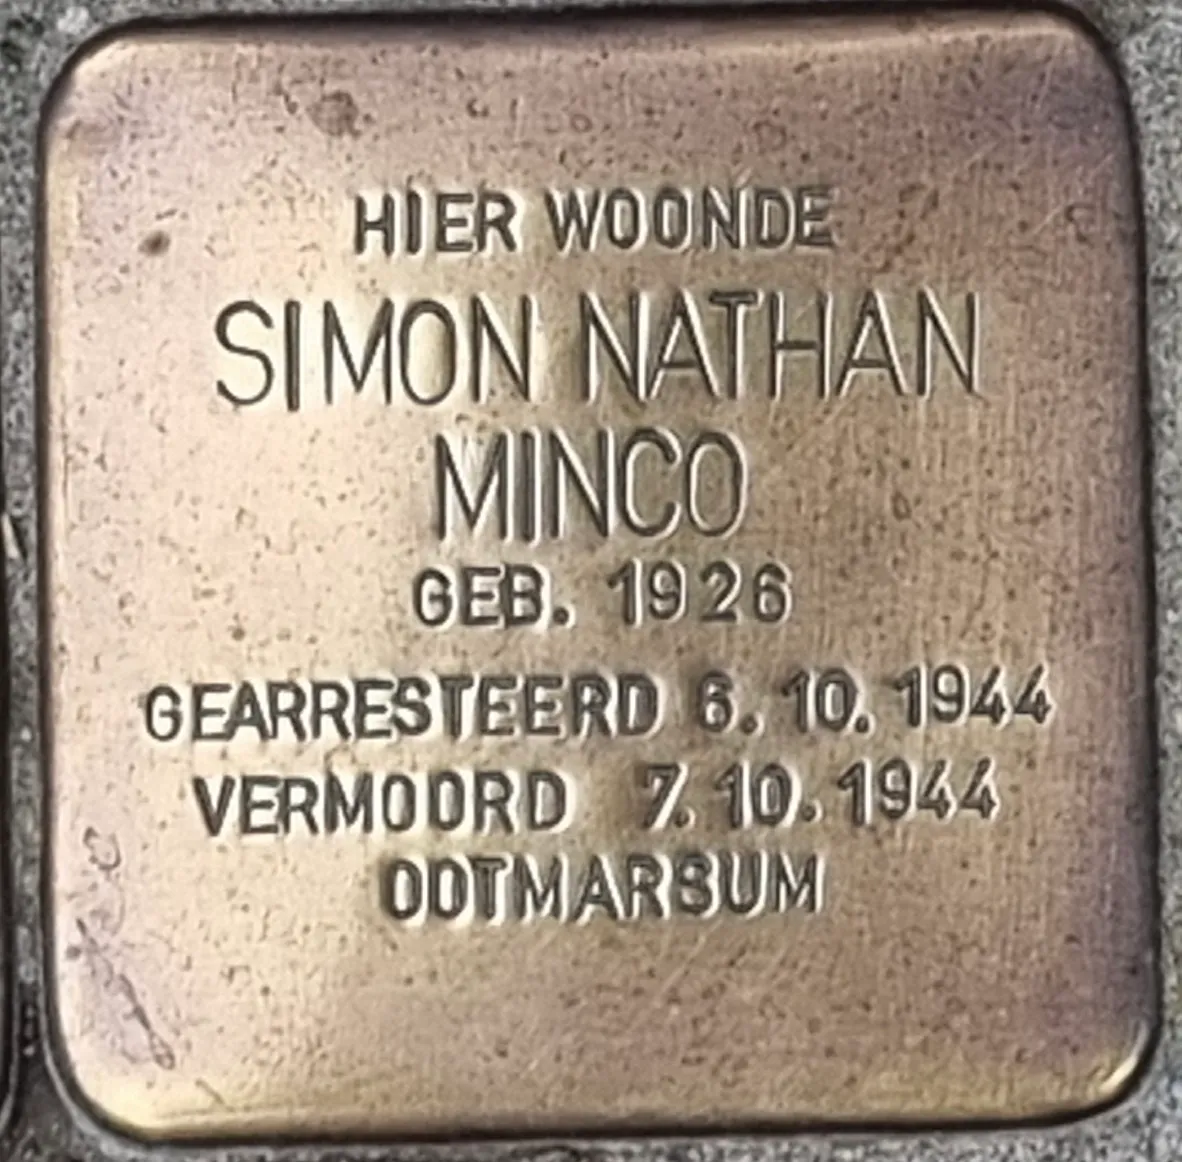 HIER WOONDE
SIMON NATHAN
MINCO
GEB. 1926
GEARRESTEERD 6.10.1944
VERMOORD 7.10.1944
OOTMARSUM